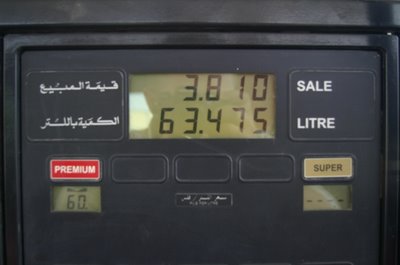 قيمة المبيع 3.810 SALE
الكمية باللتر 63.475 LITRE
PREMIUM SUPER
60. ----